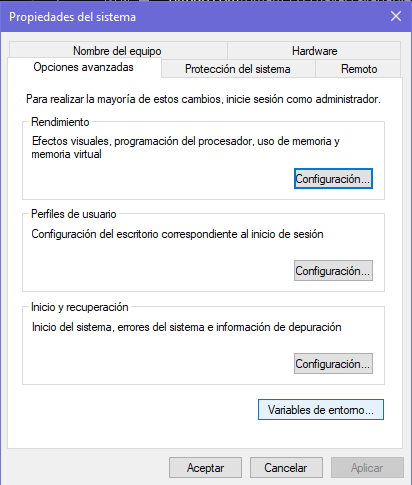 Propiedades del sistema
Nombre del equipo
Hardware
Opciones avanzadas
Protección del sistema
Remoto
Para realizar la mayoría de estos cambios, inicie sesión como administrador.
Rendimiento
Efectos visuales, programación del procesador, uso de memoria y
memoria virtual
Configuración...
Perfiles de usuario
Configuración del escritorio correspondiente al inicio de sesión
Configuración...
Inicio y recuperación
Inicio del sistema, errores del sistema e información de depuración
Configuración...
Variables de entorno...
Aceptar
Cancelar
Aplicar